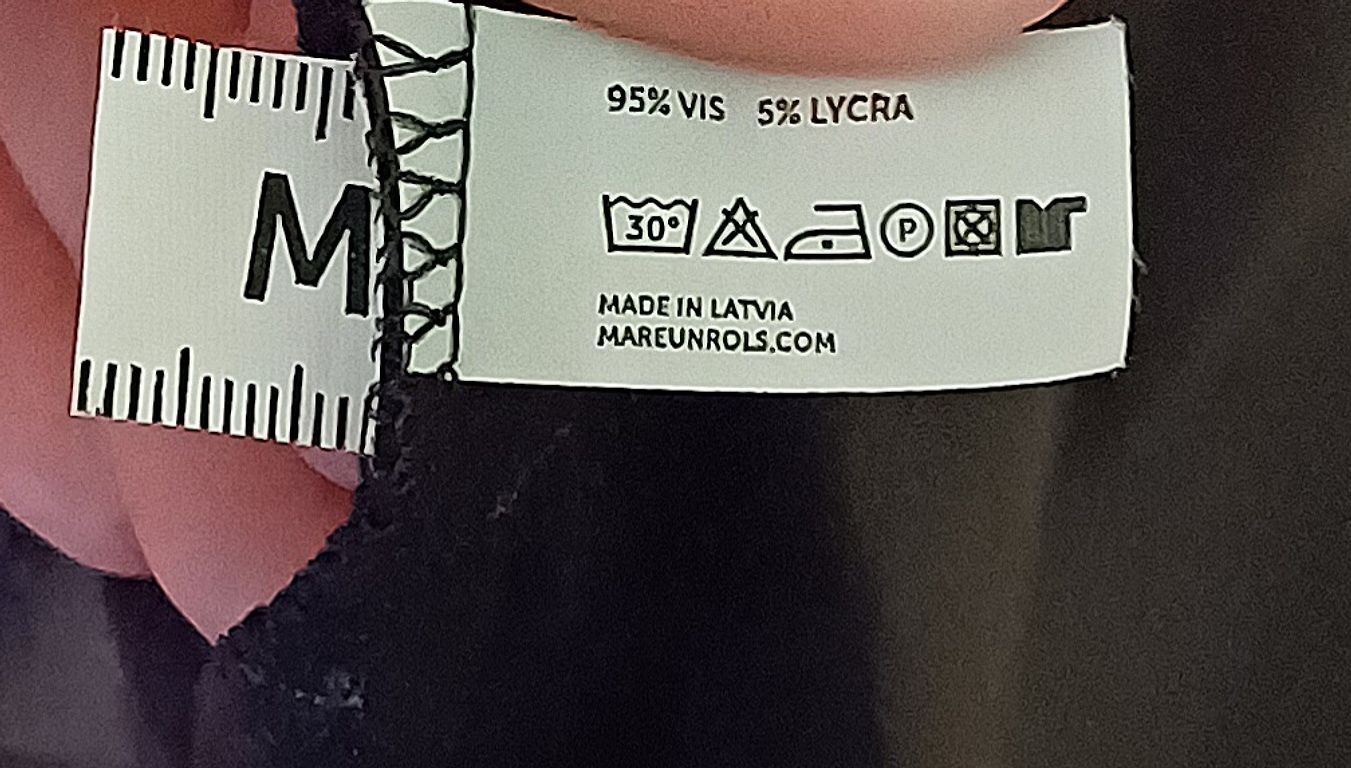 M
95% VIS 5% LYCRA
30°
P
MADE IN LATVIA
MAREUNROLS.COM